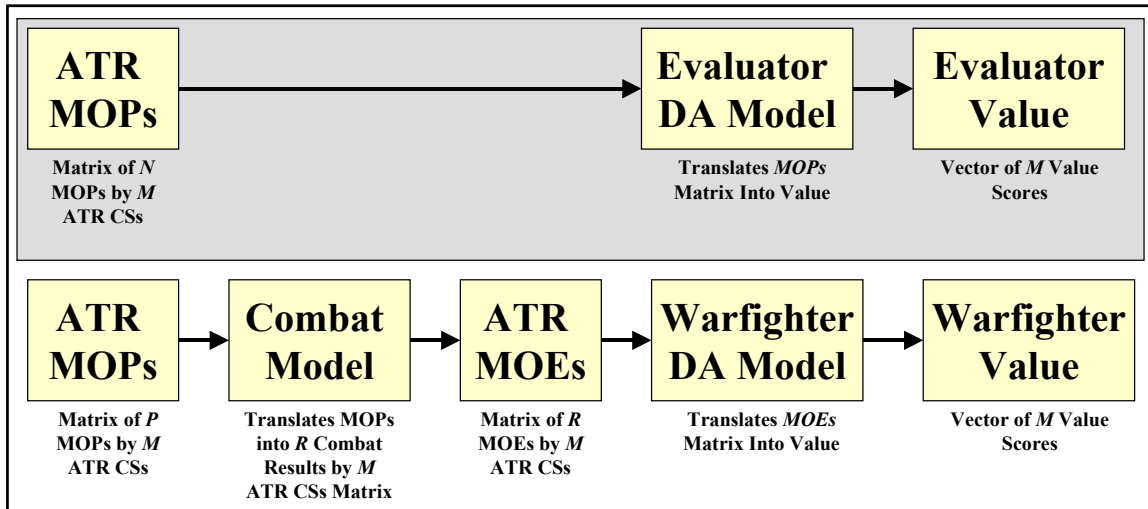 ATR
MOPs
Matrix of N
MOPs by M
ATR CSs
Evaluator
DA Model
Translates MOPs
Matrix Into Value
Evaluator
Value
Vector of M Value
Scores
ATR
MOPs
Matrix of P
MOPs by M
ATR CSs
Combat
Model
Translates MOPs
into R Combat
Results by M
ATR CSs Matrix
ATR
MOEs
Matrix of R
MOEs by M
ATR CSs
Warfighter
DA Model
Translates MOEs
Matrix Into Value
Warfighter
Value
Vector of M Value
Scores